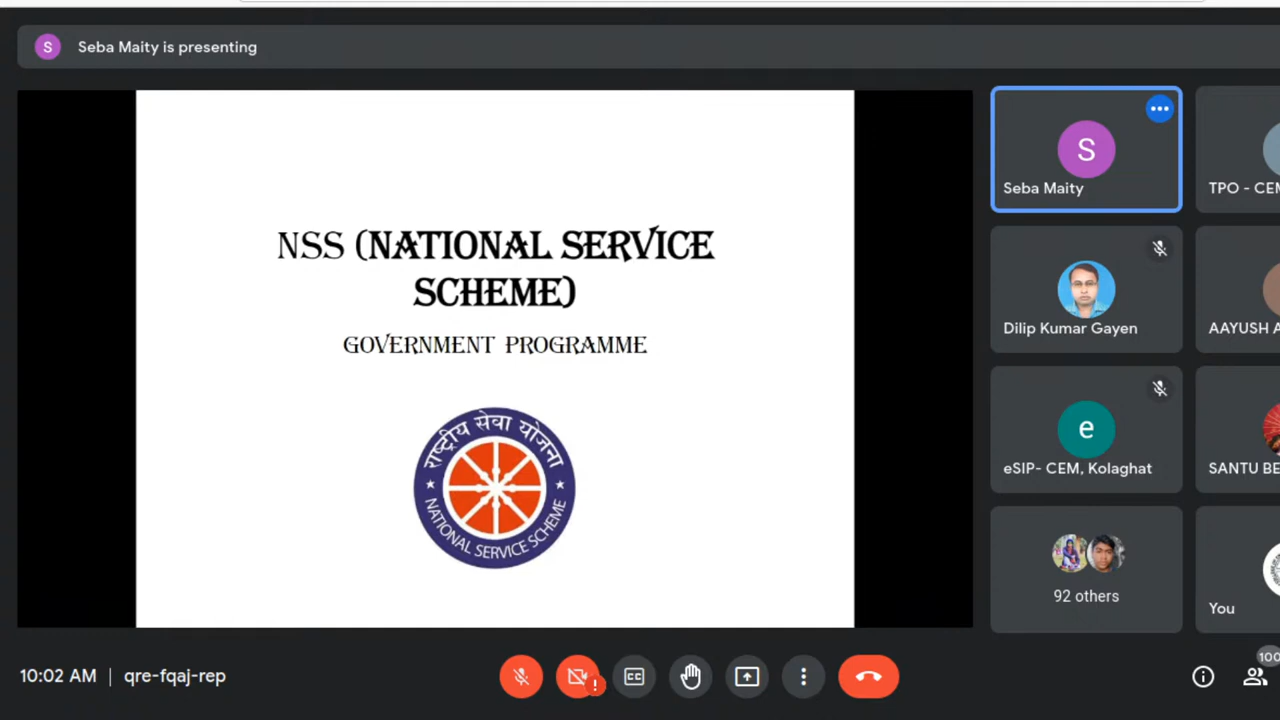 S Seba Maity is presenting
NSS (NATIONAL SERVICE
SCHEME)
GOVERNMENT PROGRAMME
राष्ट्रीय सेवा योजना
NATIONAL SERVICE SCHEME
S
Seba Maity
TPO - CEM
Dilip Kumar Gayen
AAYUSH A
e
eSIP- CEM, Kolaghat
SANTU BE
92 others
You
10:02 AM | qre-fqaj-rep
CC
!
100